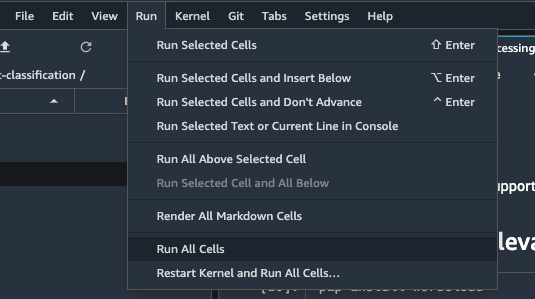 File Edit View Run Kernel Git Tabs Settings Help
Run Selected Cells ⇧ Enter
cessing
t-classification /
Run Selected Cells and Insert Below ⌥ Enter
Run Selected Cells and Don't Advance ^ Enter
Run Selected Text or Current Line in Console
Run All Above Selected Cell
Run Selected Cell and All Below
upport
Render All Markdown Cells
leva
Run All Cells
Restart Kernel and Run All Cells...